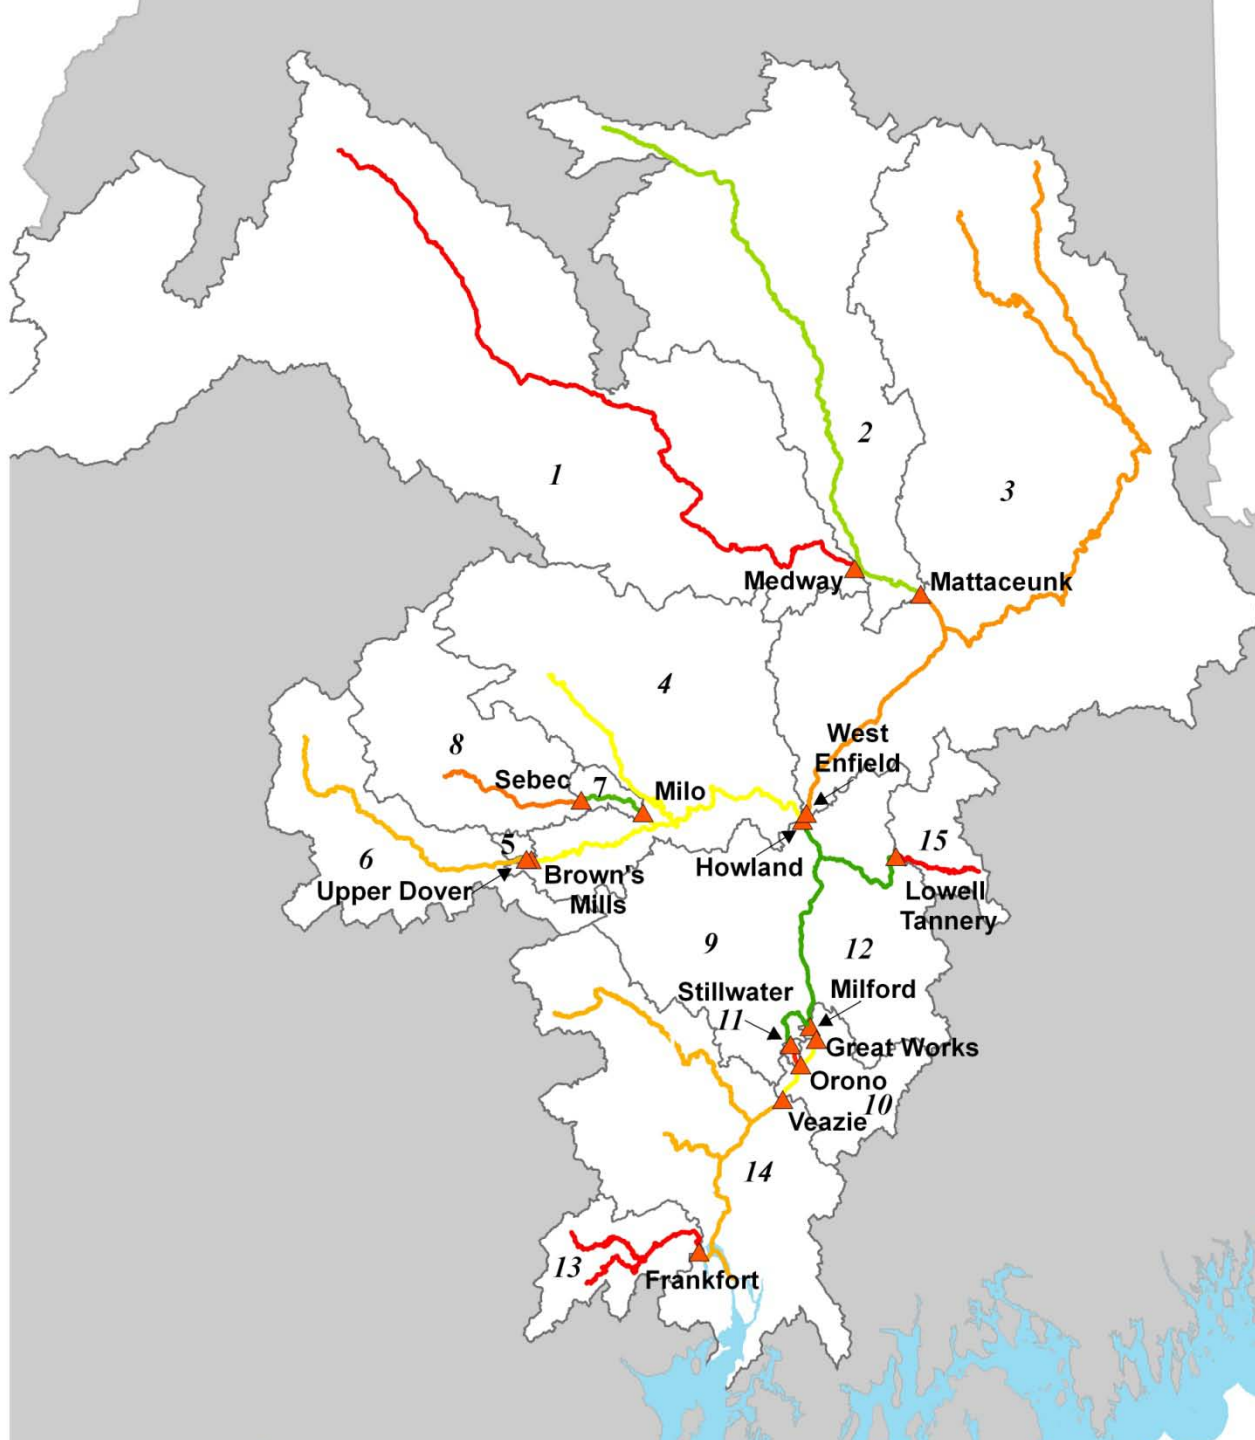 2
1
3
Medway
Mattaceunk
4
West
Enfield
8
Sebec
7
Milo
5
15
6
Howland
Upper Dover
Brown's
Mills
Lowell
Tannery
9
12
Stillwater
Milford
11
Great Works
Orono
10
Veazie
14
13
Frankfort